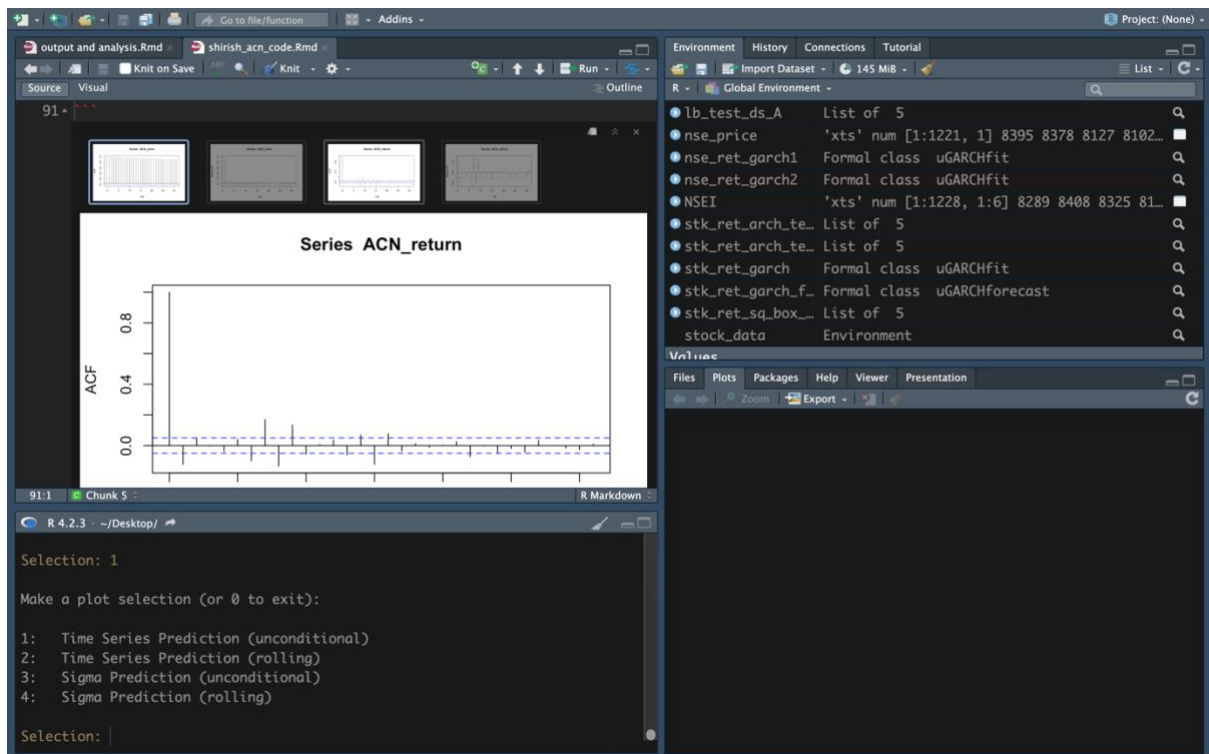 Go to file/function
Addins
Project: (None)
output and analysis.Rmd
shirish_acn_code.Rmd
Knit on Save
ABC
Knit
Run
Source Visual
Outline
91
```
Series ACN_return
ACF
0.8
0.4
0.0
91:1
Chunk 5
R Markdown
R 4.2.3 · ~/Desktop/
Selection: 1
Make a plot selection (or 0 to exit):
1: Time Series Prediction (unconditional)
2: Time Series Prediction (rolling)
3: Sigma Prediction (unconditional)
4: Sigma Prediction (rolling)
Selection:
Environment History Connections Tutorial
Import Dataset
145 MiB
List
R
Global Environment
lb_test_ds_A List of 5
nse_price 'xts' num [1:1221, 1] 8395 8378 8127 8102…
nse_ret_garch1 Formal class uGARCHfit
nse_ret_garch2 Formal class uGARCHfit
NSEI 'xts' num [1:1228, 1:6] 8289 8408 8325 81…
stk_ret_arch_te… List of 5
stk_ret_arch_te… List of 5
stk_ret_garch Formal class uGARCHfit
stk_ret_garch_f… Formal class uGARCHforecast
stk_ret_sq_box_… List of 5
stock_data Environment
Values
Files Plots Packages Help Viewer Presentation
Zoom
Export